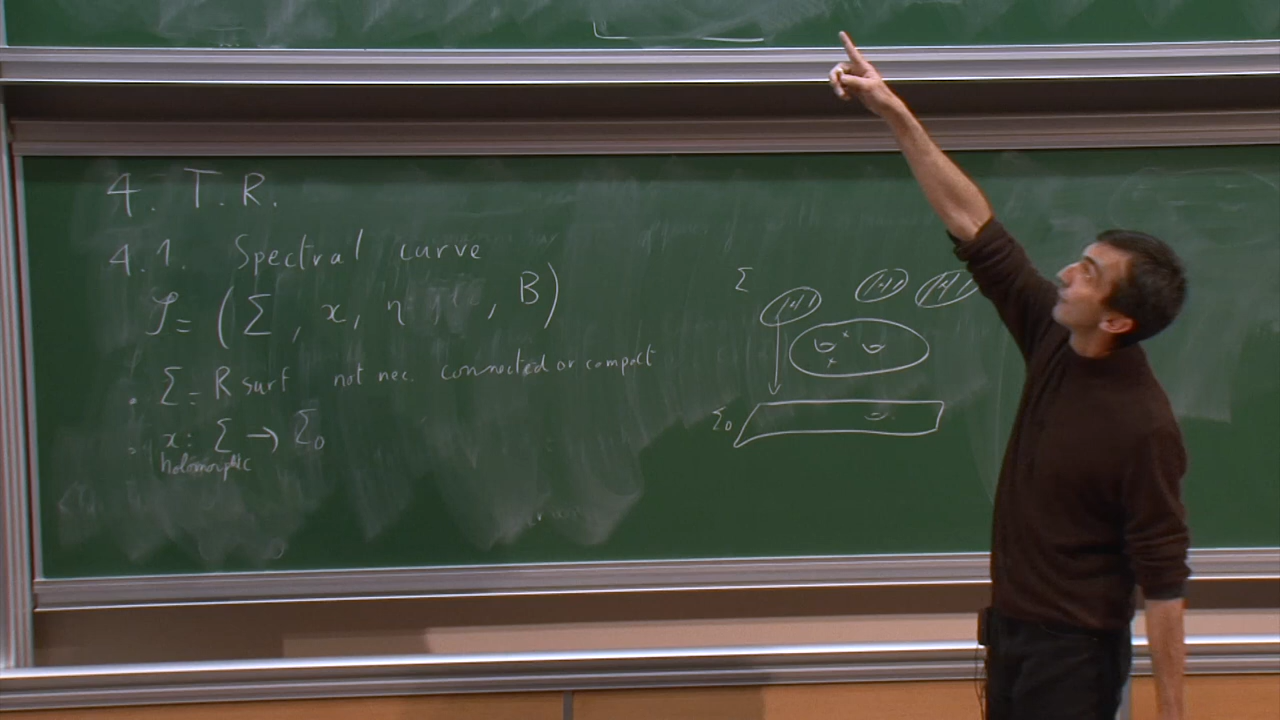 4. T.R.
4.1. Spectral curve
𝒮 = (Σ, x, η , B)
• Σ = R surf not nec. connected or compact
• x : Σ → Σ₀
holomorphic
Σ
Σ₀